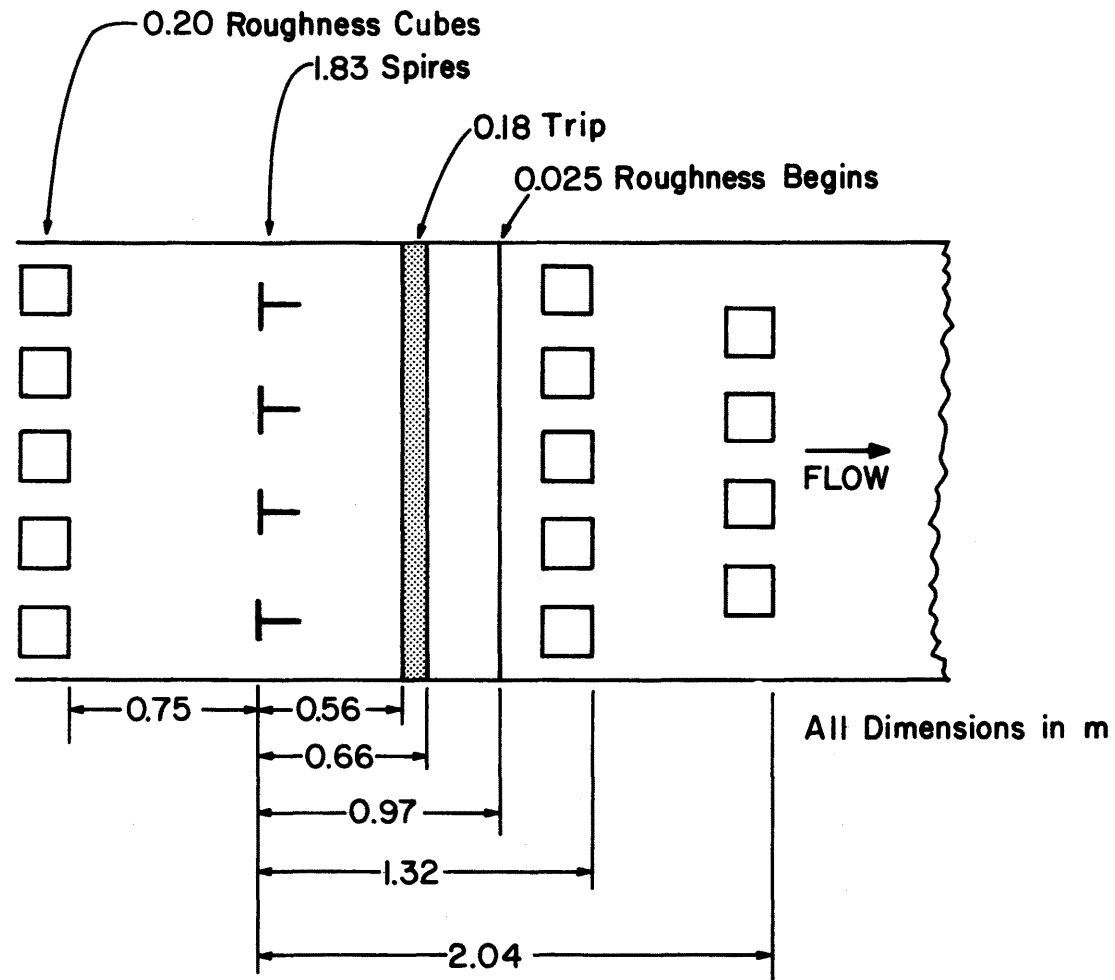 0.20 Roughness Cubes
1.83 Spires
0.18 Trip
0.025 Roughness Begins
FLOW
0.75
0.56
All Dimensions in m
0.66
0.97
1.32
2.04